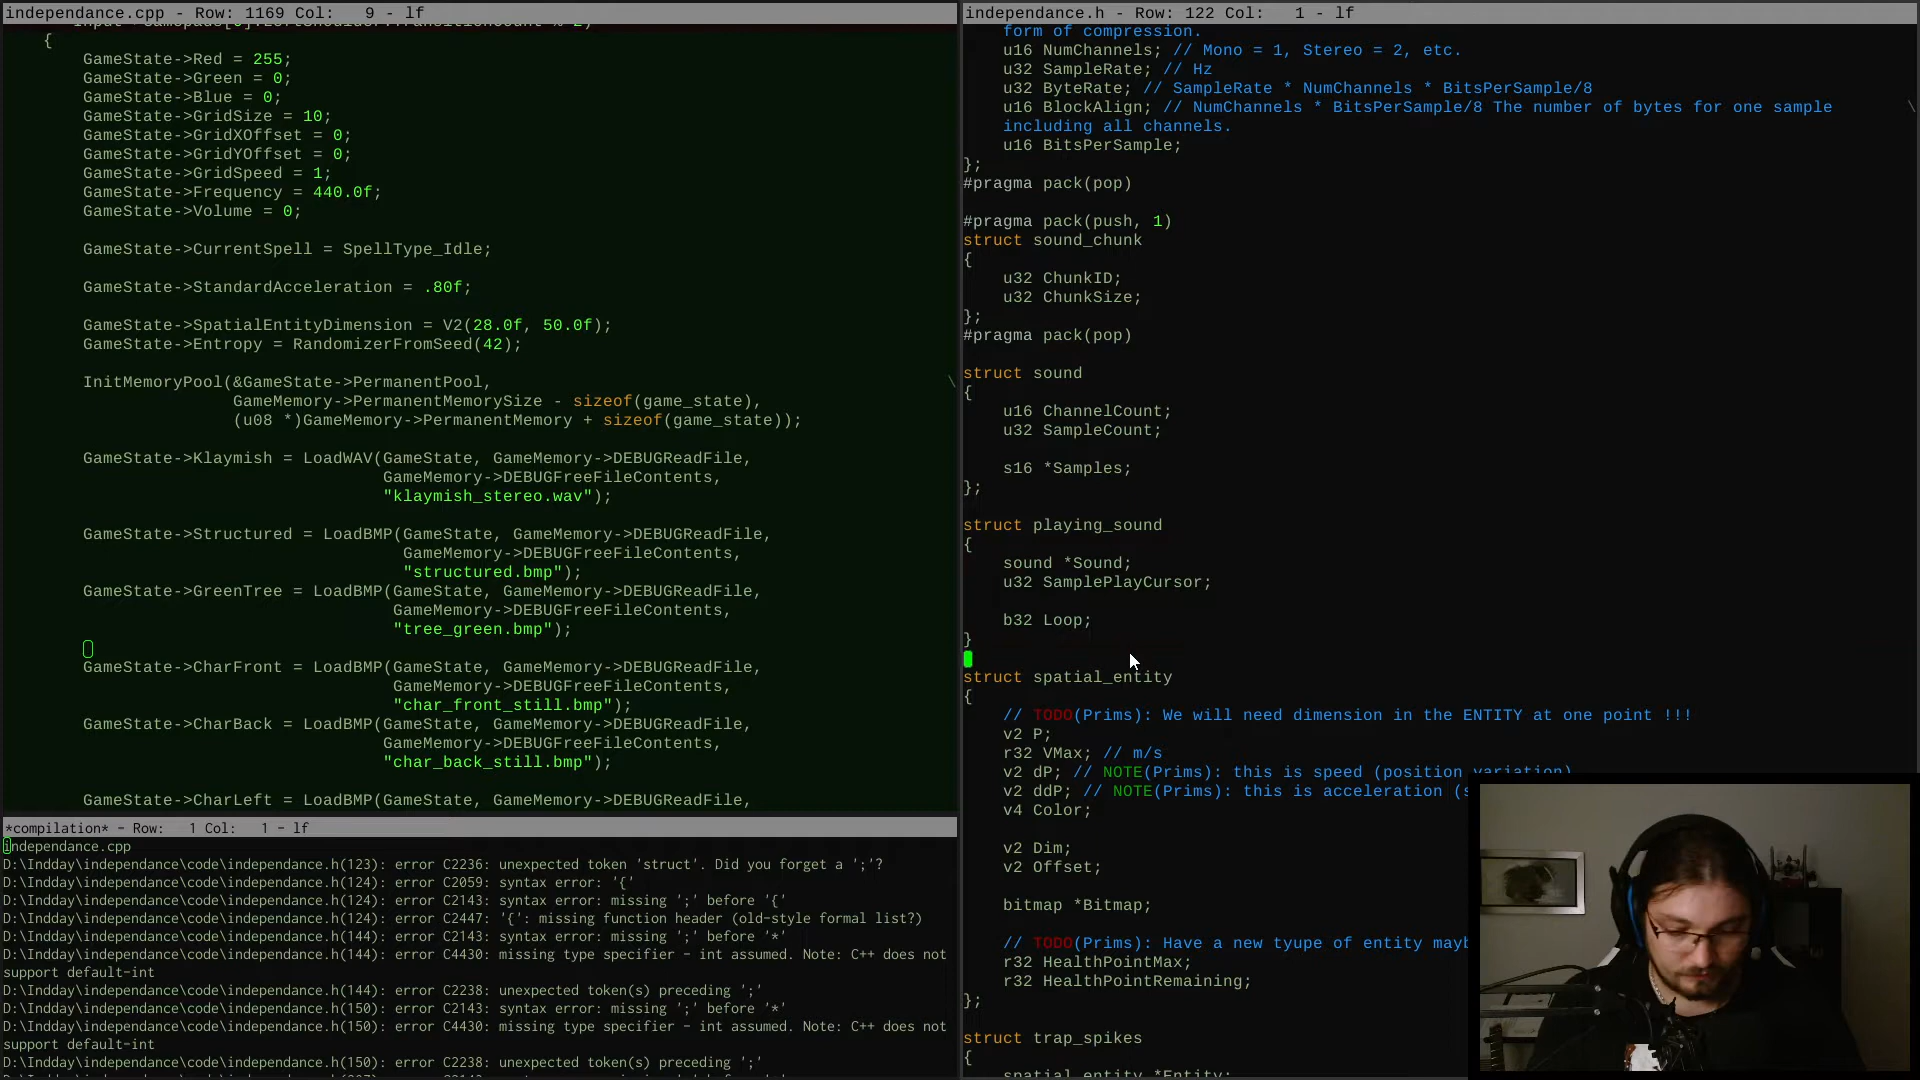 independance.cpp - Row: 1169 Col:   9 - lf
{
GameState->Red = 255;
GameState->Green = 0;
GameState->Blue = 0;
GameState->GridSize = 10;
GameState->GridXOffset = 0;
GameState->GridYOffset = 0;
GameState->GridSpeed = 1;
GameState->Frequency = 440.0f;
GameState->Volume = 0;
GameState->CurrentSpell = SpellType_Idle;
GameState->StandardAcceleration = .80f;
GameState->SpatialEntityDimension = V2(28.0f, 50.0f);
GameState->Entropy = RandomizerFromSeed(42);
InitMemoryPool(&GameState->PermanentPool, \
GameMemory->PermanentMemorySize - sizeof(game_state),
(u08 *)GameMemory->PermanentMemory + sizeof(game_state));
GameState->Klaymish = LoadWAV(GameState, GameMemory->DEBUGReadFile,
GameMemory->DEBUGFreeFileContents,
"klaymish_stereo.wav");
GameState->Structured = LoadBMP(GameState, GameMemory->DEBUGReadFile,
GameMemory->DEBUGFreeFileContents,
"structured.bmp");
GameState->GreenTree = LoadBMP(GameState, GameMemory->DEBUGReadFile,
GameMemory->DEBUGFreeFileContents,
"tree_green.bmp");
GameState->CharFront = LoadBMP(GameState, GameMemory->DEBUGReadFile,
GameMemory->DEBUGFreeFileContents,
"char_front_still.bmp");
GameState->CharBack = LoadBMP(GameState, GameMemory->DEBUGReadFile,
GameMemory->DEBUGFreeFileContents,
"char_back_still.bmp");
GameState->CharLeft = LoadBMP(GameState, GameMemory->DEBUGReadFile,
*compilation* - Row:   1 Col:   1 - lf
independance.cpp
D:\Indday\independance\code\independance.h(123): error C2236: unexpected token 'struct'. Did you forget a ';'?
D:\Indday\independance\code\independance.h(124): error C2059: syntax error: '{'
D:\Indday\independance\code\independance.h(124): error C2143: syntax error: missing ';' before '{'
D:\Indday\independance\code\independance.h(124): error C2447: '{': missing function header (old-style formal list?)
D:\Indday\independance\code\independance.h(144): error C2143: syntax error: missing ';' before '*'
D:\Indday\independance\code\independance.h(144): error C4430: missing type specifier - int assumed. Note: C++ does not
support default-int
D:\Indday\independance\code\independance.h(144): error C2238: unexpected token(s) preceding ';'
D:\Indday\independance\code\independance.h(150): error C2143: syntax error: missing ';' before '*'
D:\Indday\independance\code\independance.h(150): error C4430: missing type specifier - int assumed. Note: C++ does not
support default-int
D:\Indday\independance\code\independance.h(150): error C2238: unexpected token(s) preceding ';'
independance.h - Row: 122 Col:   1 - lf
form of compression.
u16 NumChannels; // Mono = 1, Stereo = 2, etc.
u32 SampleRate; // Hz
u32 ByteRate; // SampleRate * NumChannels * BitsPerSample/8
u16 BlockAlign; // NumChannels * BitsPerSample/8 The number of bytes for one sample \
including all channels.
u16 BitsPerSample;
};
#pragma pack(pop)
#pragma pack(push, 1)
struct sound_chunk
{
u32 ChunkID;
u32 ChunkSize;
};
#pragma pack(pop)
struct sound
{
u16 ChannelCount;
u32 SampleCount;
s16 *Samples;
};
struct playing_sound
{
sound *Sound;
u32 SamplePlayCursor;
b32 Loop;
}
struct spatial_entity
{
// TODO(Prims): We will need dimension in the ENTITY at one point !!!
v2 P;
r32 VMax; // m/s
v2 dP; // NOTE(Prims): this is speed (position variation)
v2 ddP; // NOTE(Prims): this is acceleration (
v4 Color;
v2 Dim;
v2 Offset;
bitmap *Bitmap;
// TODO(Prims): Have a new tyupe of entity mayb
r32 HealthPointMax;
r32 HealthPointRemaining;
};
struct trap_spikes
{
spatial_entity *Entity;